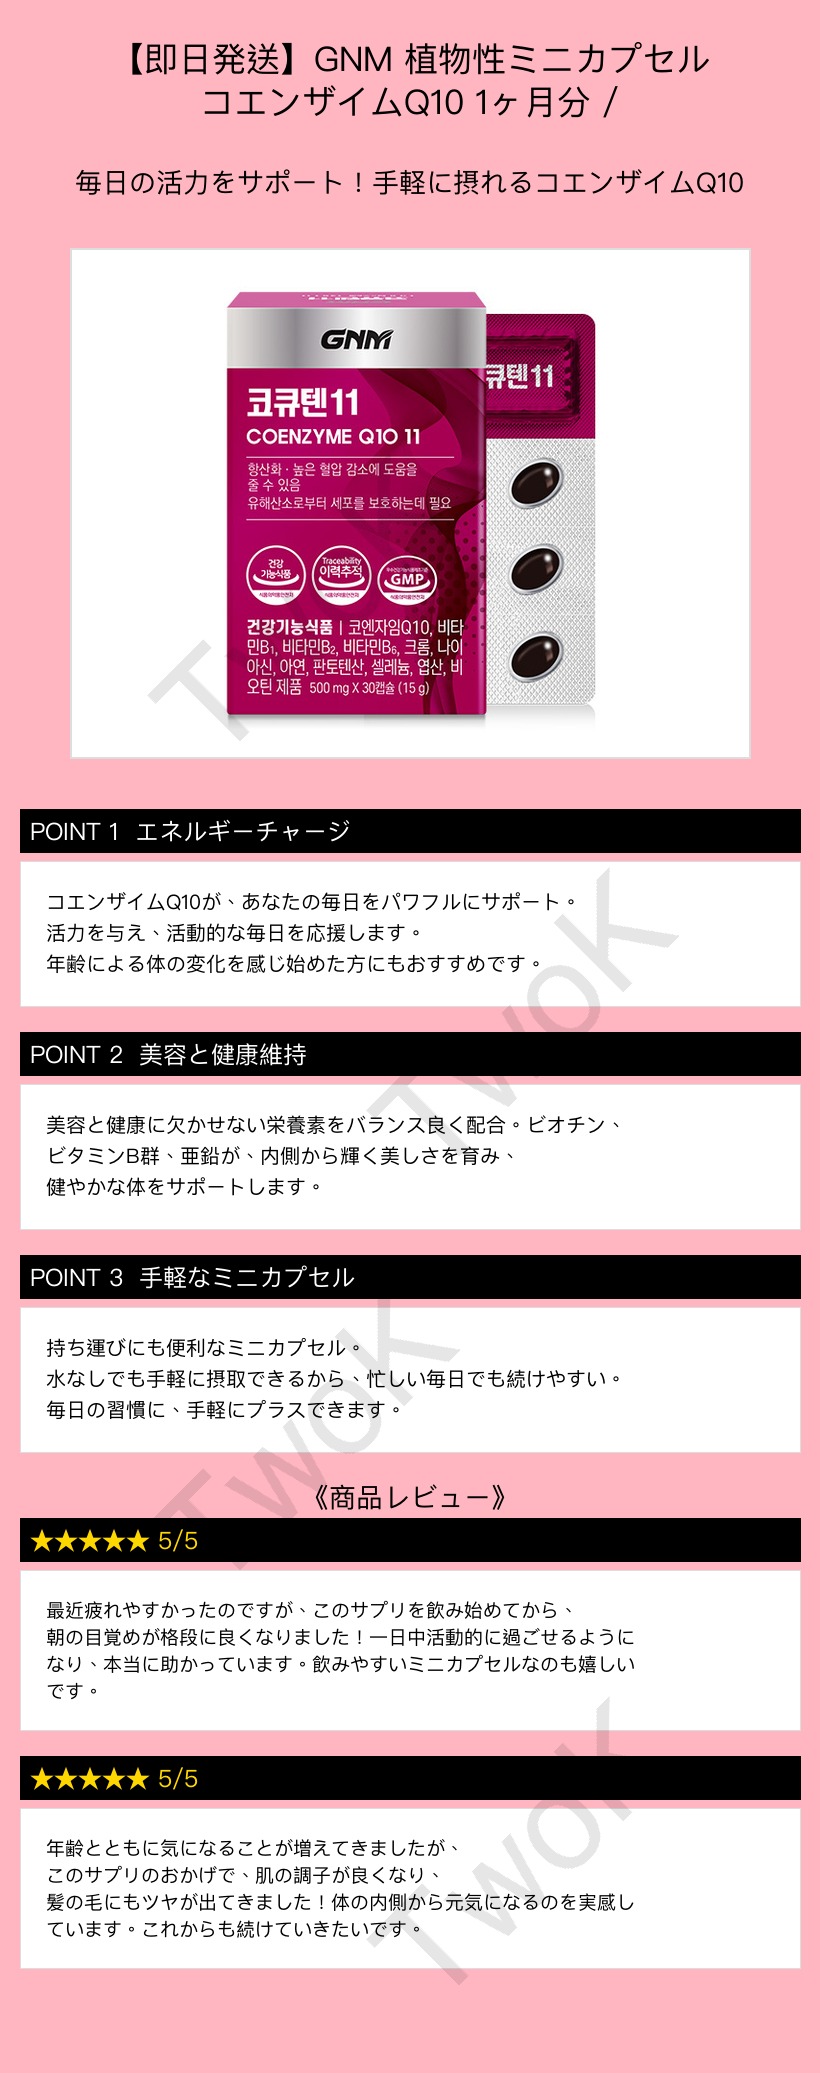 【即日発送】GNM 植物性ミニカプセル
コエンザイムQ10 1ヶ月分 /
毎日の活力をサポート！手軽に摂れるコエンザイムQ10
GNM
코큐텐11
COENZYME Q10 11
항산화 · 높은 혈압 감소에 도움을
줄 수 있음
유해산소로부터 세포를 보호하는데 필요
건강
기능식품
식품의약품안전처
Traceability
이력추적
식품의약품안전처
GMP
식품의약품안전처
건강기능식품 | 코엔자임Q10, 비타
민B₁, 비타민B₂, 비타민B₆, 크롬, 나이
아신, 아연, 판토텐산, 셀레늄, 엽산, 비
오틴 제품 500 mg X 30캡슐 (15 g)
큐텐11
POINT 1 エネルギーチャージ
コエンザイムQ10が、あなたの毎日をパワフルにサポート。
活力を与え、活動的な毎日を応援します。
年齢による体の変化を感じ始めた方にもおすすめです。
POINT 2 美容と健康維持
美容と健康に欠かせない栄養素をバランス良く配合。ビオチン、
ビタミンB群、亜鉛が、内側から輝く美しさを育み、
健やかな体をサポートします。
POINT 3 手軽なミニカプセル
持ち運びにも便利なミニカプセル。
水なしでも手軽に摂取できるから、忙しい毎日でも続けやすい。
毎日の習慣に、手軽にプラスできます。
《商品レビュー》
★★★★★ 5/5
最近疲れやすかったのですが、このサプリを飲み始めてから、
朝の目覚めが格段に良くなりました！一日中活動的に過ごせるように
なり、本当に助かっています。飲みやすいミニカプセルなのも嬉しい
です。
★★★★★ 5/5
年齢とともに気になることが増えてきましたが、
このサプリのおかげで、肌の調子が良くなり、
髪の毛にもツヤが出てきました！体の内側から元気になるのを実感し
ています。これからも続けていきたいです。
TwoK
TwoK
TwoK
TwoK